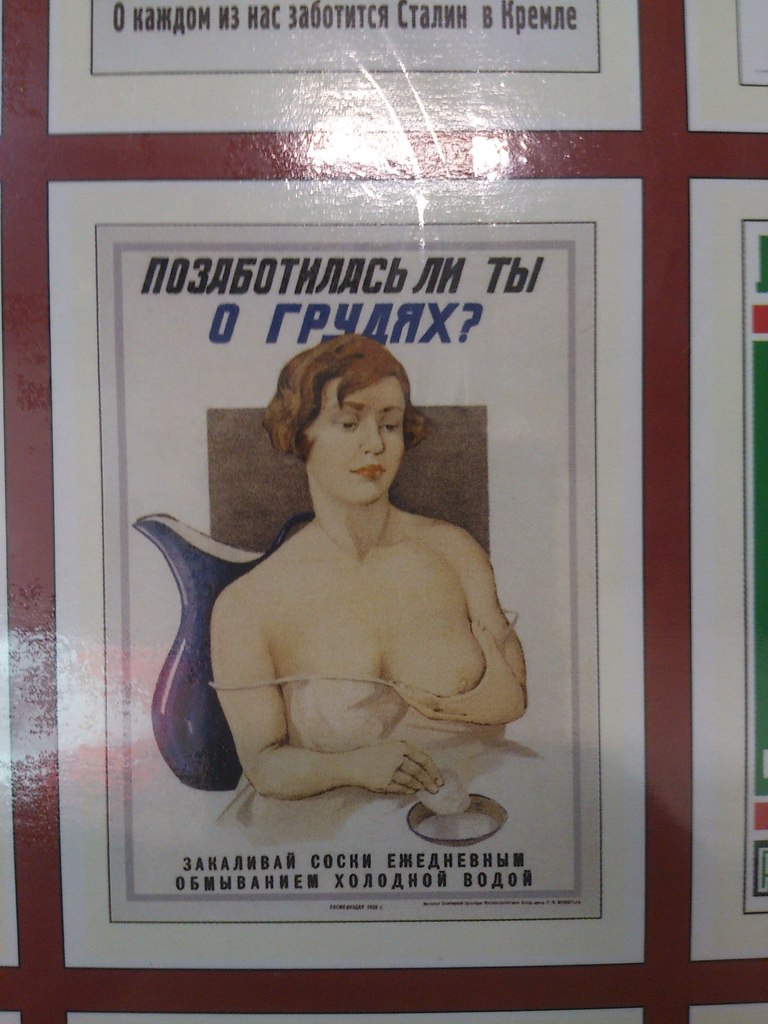 О каждом из нас заботится Сталин в Кремле
ПОЗАБОТИЛАСЬ ЛИ ТЫ
О ГРУДЯХ?
ЗАКАЛИВАЙ СОСКИ ЕЖЕДНЕВНЫМ
ОБМЫВАНИЕМ ХОЛОДНОЙ ВОДОЙ